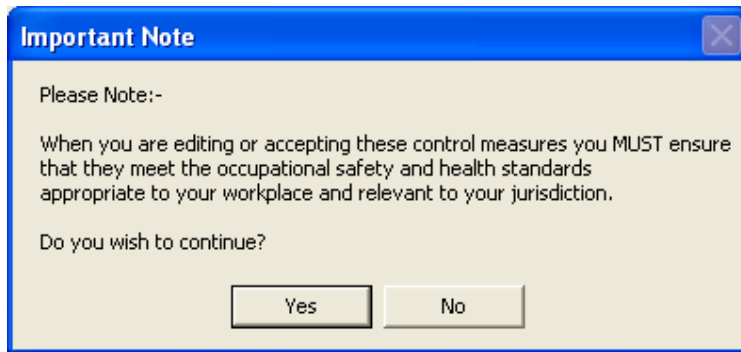 Important Note
Please Note:-
When you are editing or accepting these control measures you MUST ensure
that they meet the occupational safety and health standards
appropriate to your workplace and relevant to your jurisdiction.
Do you wish to continue?
Yes
No